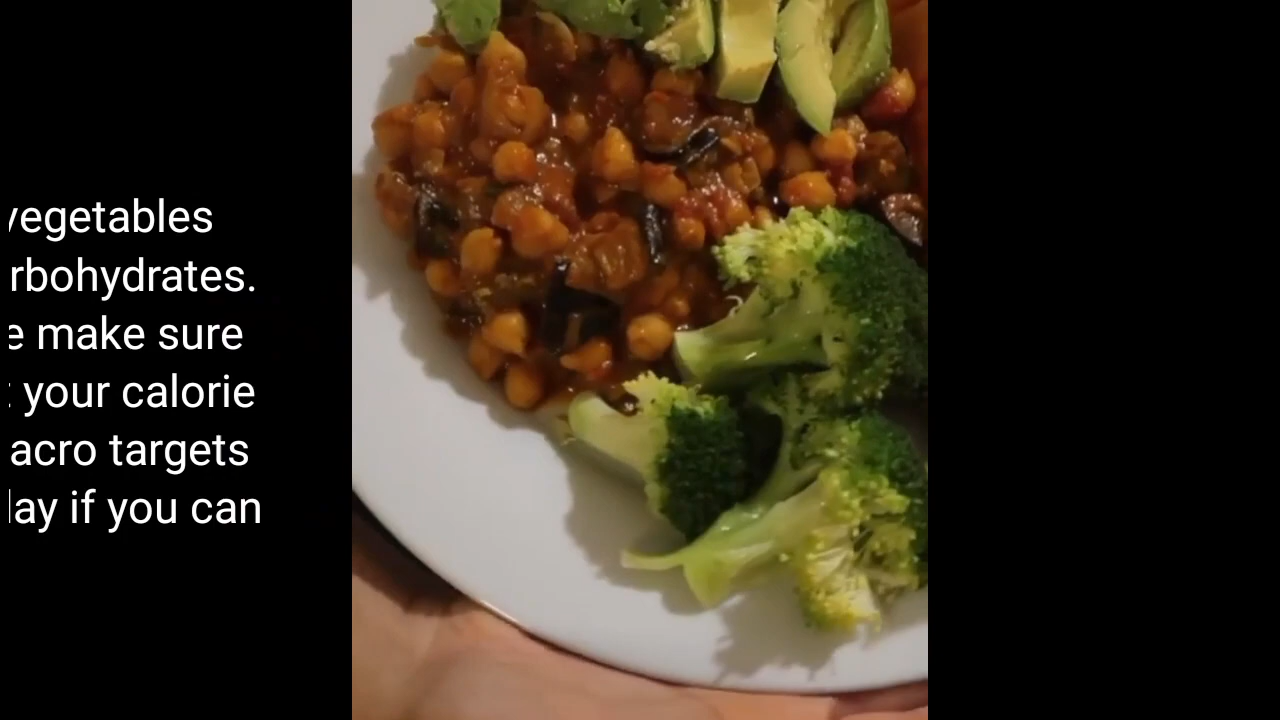 vegetables
rbohydrates.
e make sure
your calorie
acro targets
lay if you can